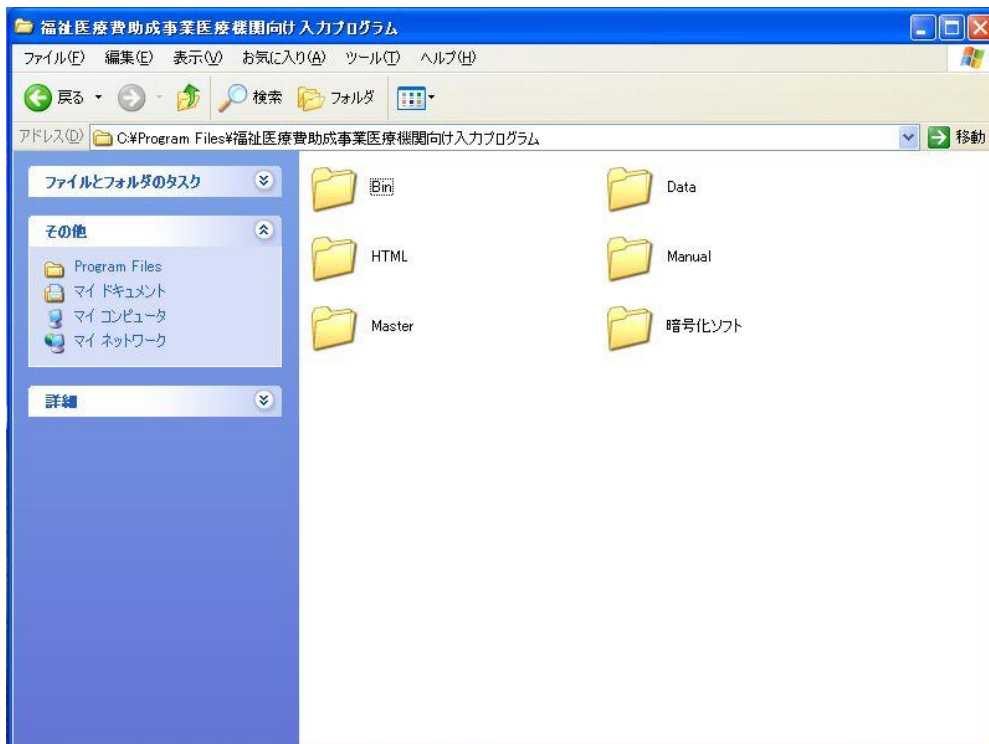 福祉医療費助成事業医療機関向け入力プログラム
ファイル(F) 編集(E) 表示(V) お気に入り(A) ツール(T) ヘルプ(H)
戻る 検索 フォルダ
アドレス(D) C:¥Program Files¥福祉医療費助成事業医療機関向け入力プログラム 移動
ファイルとフォルダのタスク
その他
Program Files
マイ ドキュメント
マイ コンピュータ
マイ ネットワーク
詳細
Bin Data
HTML Manual
Master 暗号化ソフト